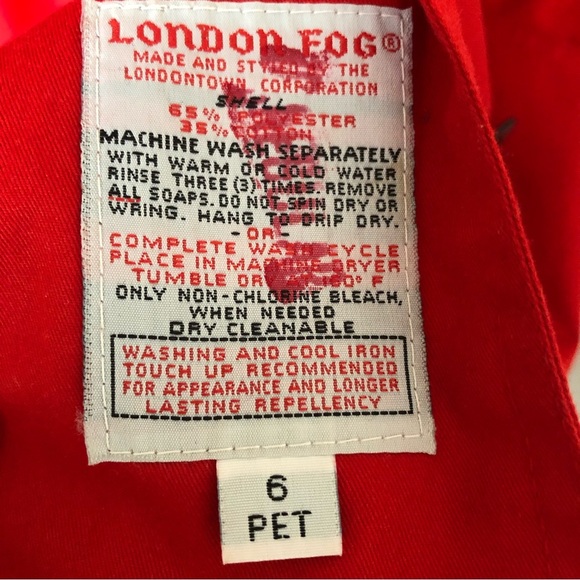 LONDON FOG®
MADE AND STYLED BY THE
LONDONTOWN CORPORATION
SHELL
65% POLYESTER
35% COTTON
MACHINE WASH SEPARATELY
WITH WARM OR COLD WATER
RINSE THREE (3) TIMES. REMOVE
ALL SOAPS. DO NOT SPIN DRY OR
WRING. HANG TO DRIP DRY.
-OR-
COMPLETE WASH CYCLE
PLACE IN MACHINE DRYER
TUMBLE DRY 160° F
ONLY NON-CHLORINE BLEACH,
WHEN NEEDED
DRY CLEANABLE
WASHING AND COOL IRON
TOUCH UP RECOMMENDED
FOR APPEARANCE AND LONGER
LASTING REPELLENCY
6
PET